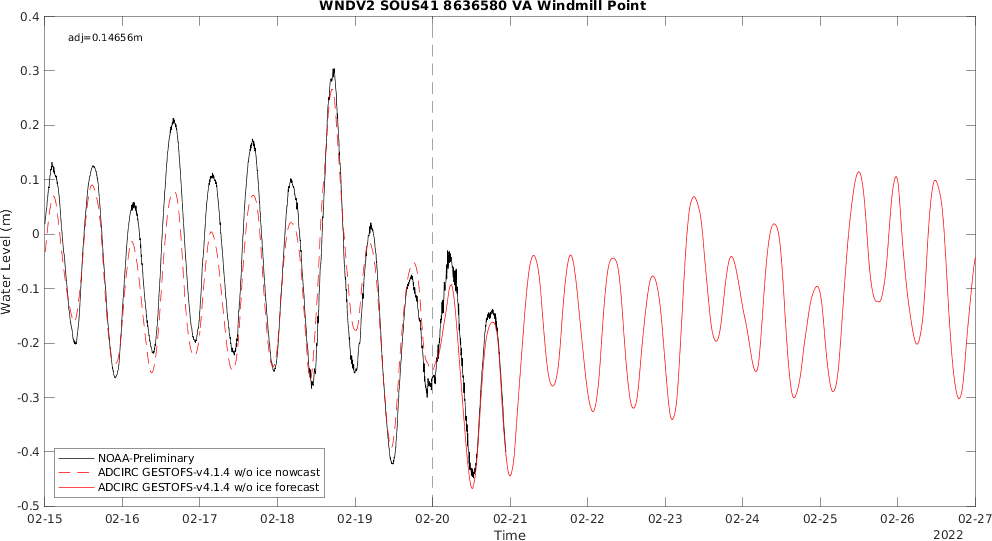 WNDV2 SOUS41 8636580 VA Windmill Point
adj=0.14656m
0.4
0.3
0.2
0.1
0
-0.1
-0.2
-0.3
-0.4
-0.5
Water Level (m)
NOAA-Preliminary
ADCIRC GESTOFS-v4.1.4 w/o ice nowcast
ADCIRC GESTOFS-v4.1.4 w/o ice forecast
02-15 02-16 02-17 02-18 02-19 02-20 02-21 02-22 02-23 02-24 02-25 02-26 02-27
Time
2022